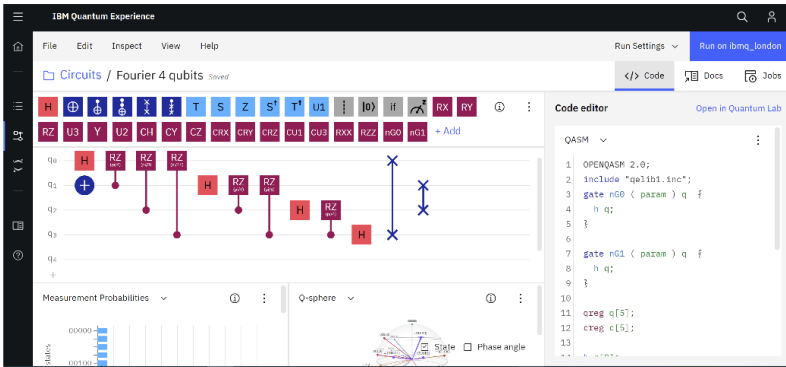 IBM Quantum Experience
File Edit Inspect View Help
Run Settings
Run on ibmq_london
Circuits / Fourier 4 qubits Saved
</> Code
Docs
Jobs
H T S Z S† T† U1 |0⟩ if z RX RY
RZ U3 Y U2 CH CY CZ CRX CRY CRZ CU1 CU3 RXX RZZ nG0 nG1 + Add
q0 H RZ RZ RZ
q1 + H RZ RZ
q2 H RZ
q3 H
q4
+
Measurement Probabilities
Q-sphere
00000
00100
states
State
Phase angle
Code editor
Open in Quantum Lab
QASM
1 OPENQASM 2.0;
2 include "qelib1.inc";
3 gate nG0 ( param ) q {
4 h q;
5 }
6
7 gate nG1 ( param ) q {
8 h q;
9 }
10
11 qreg q[5];
12 creg c[5];
13